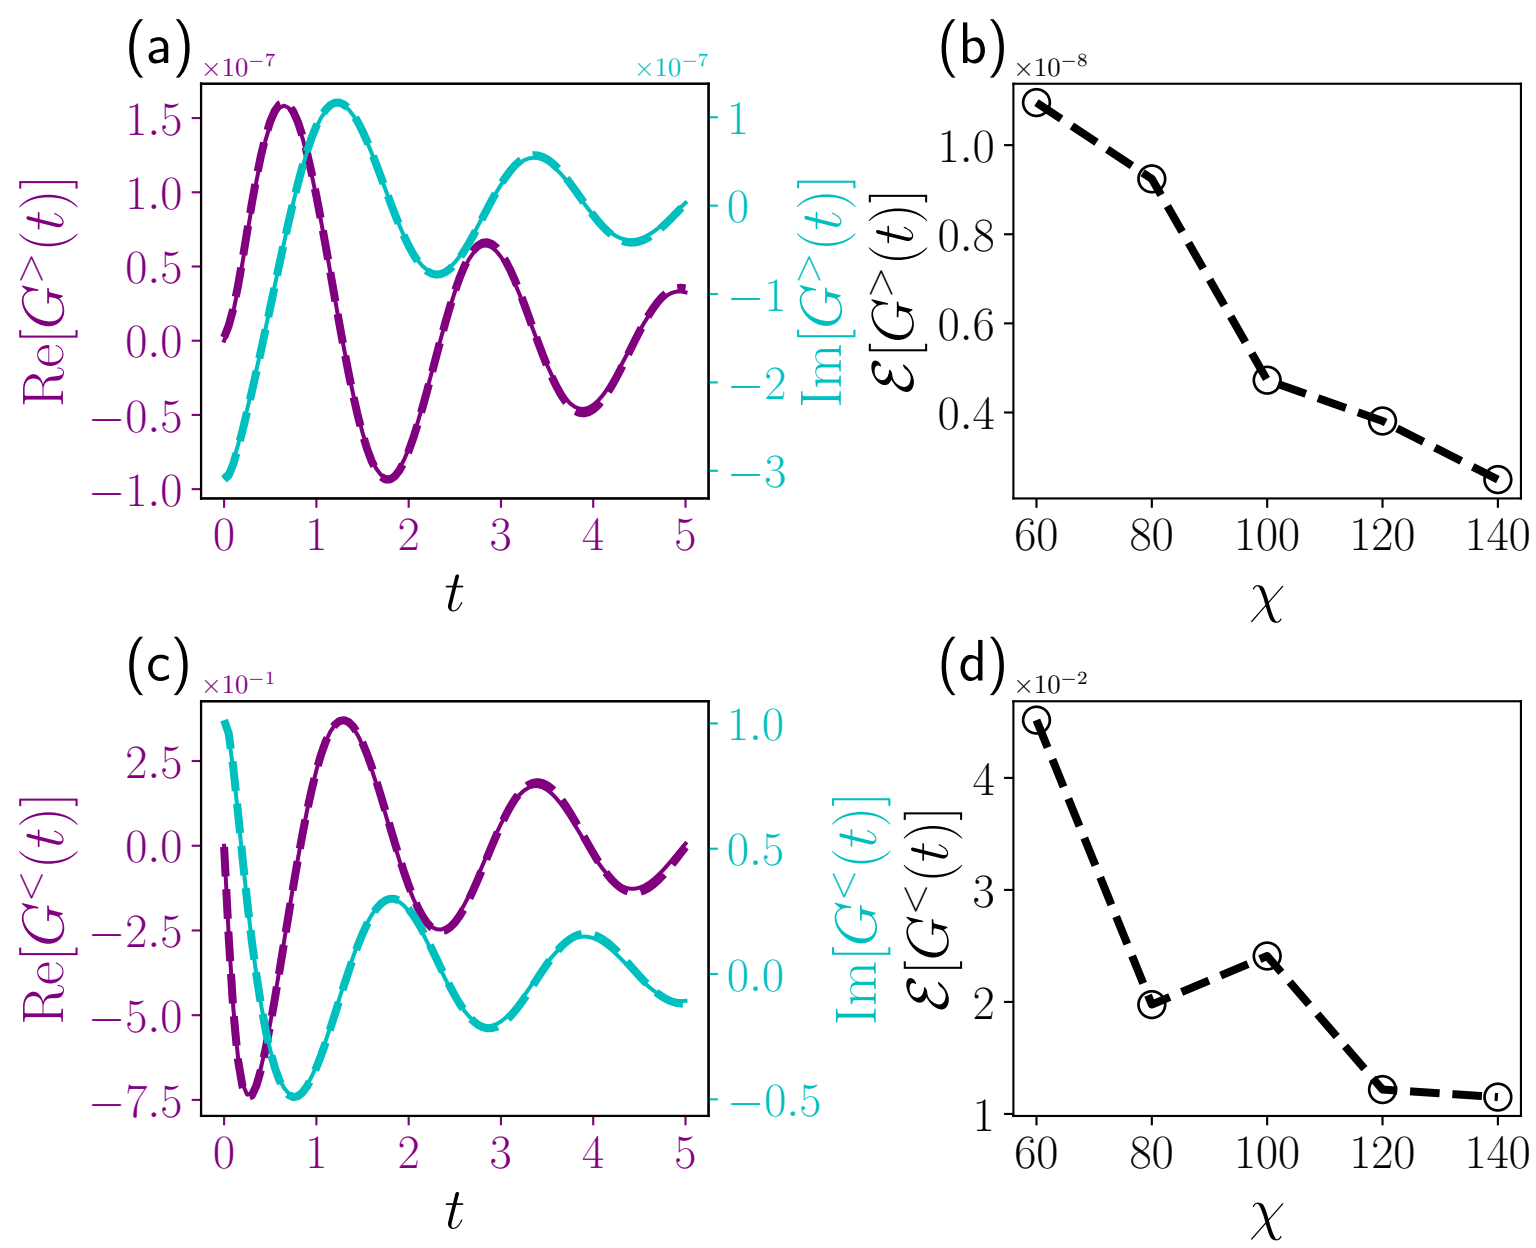 (a)
×10⁻⁷
×10⁻⁷
Re[G^>(t)]
1.5
1.0
0.5
0.0
−0.5
−1.0
1
0
−1
−2
−3
Im[G^>(t)]
0 1 2 3 4 5
t
(b)
×10⁻⁸
ℰ[G^>(t)]
1.0
0.8
0.6
0.4
60 80 100 120 140
χ
(c)
×10⁻¹
Re[G^<(t)]
2.5
0.0
−2.5
−5.0
−7.5
1.0
0.5
0.0
−0.5
Im[G^<(t)]
0 1 2 3 4 5
t
(d)
×10⁻²
ℰ[G^<(t)]
4
3
2
1
60 80 100 120 140
χ